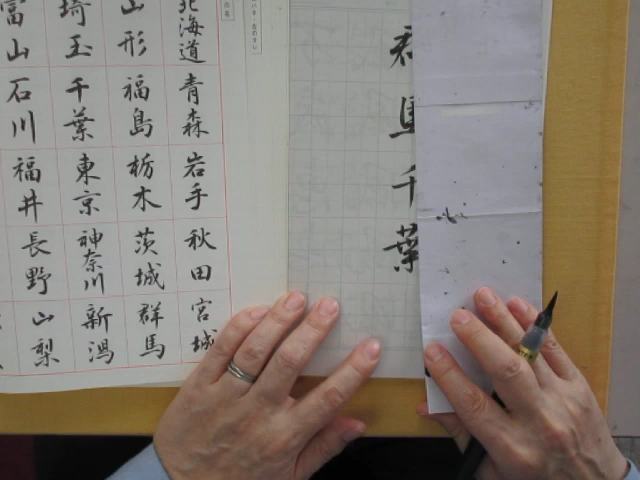 群馬千葉
北海道 青森 岩手 秋田 宮城
山形 福島 栃木 茨城 群馬
埼玉 千葉 東京 神奈川 新潟
富山 石川 福井 長野 山梨